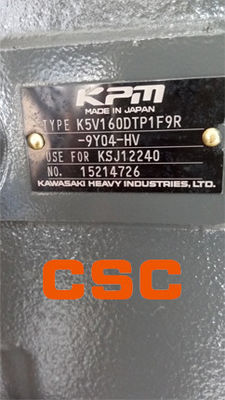 KPM
MADE IN JAPAN
TYPE K5V160DTP1F9R
-9Y04-HV
USE FOR KSJ12240
NO. 15214726
KAWASAKI HEAVY INDUSTRIES, LTD.
CSC